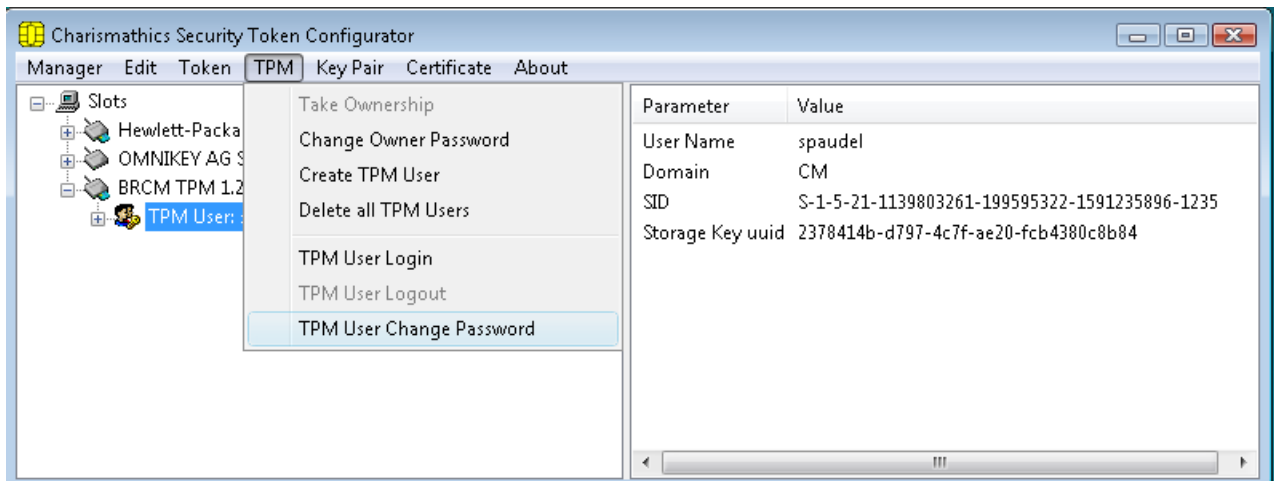 Charismathics Security Token Configurator
Manager Edit Token TPM Key Pair Certificate About
Slots
Hewlett-Packa
OMNIKEY AG S
BRCM TPM 1.2
TPM User:
Take Ownership
Change Owner Password
Create TPM User
Delete all TPM Users
TPM User Login
TPM User Logout
TPM User Change Password
Parameter Value
User Name spaudel
Domain CM
SID S-1-5-21-1139803261-199595322-1591235896-1235
Storage Key uuid 2378414b-d797-4c7f-ae20-fcb4380c8b84